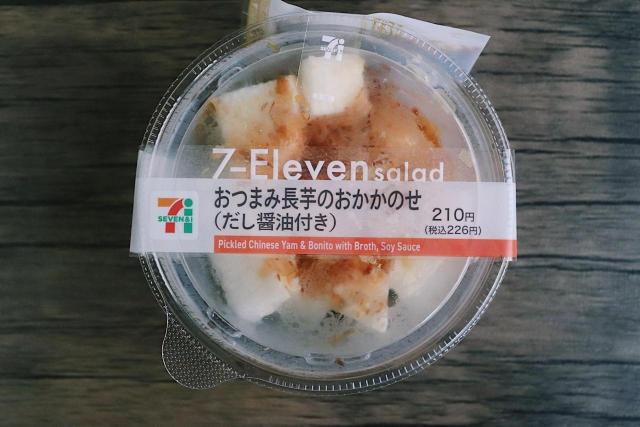 7-Eleven salad
おつまみ長芋のおかかのせ
(だし醤油付き)
210円
(税込226円)
SEVEN&i
Pickled Chinese Yam & Bonito with Broth, Soy Sauce